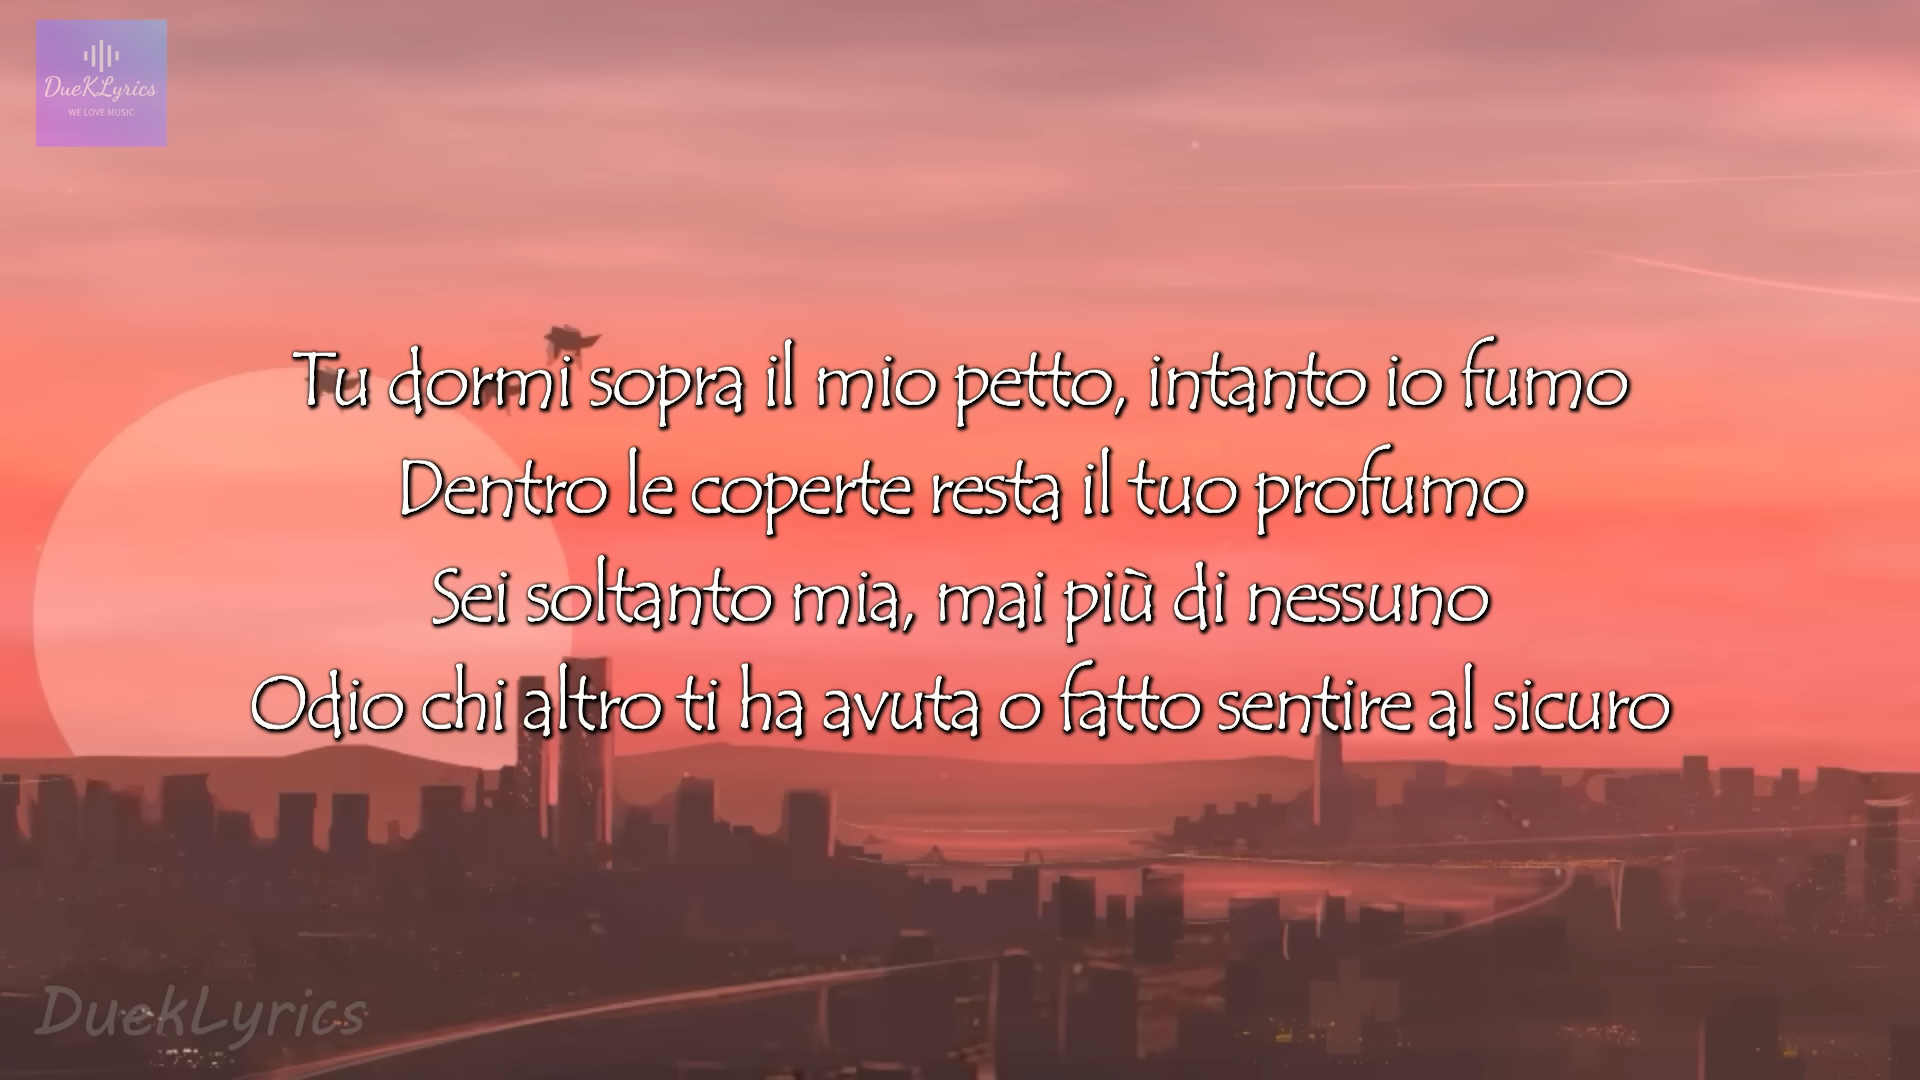 DueKLyrics
WE LOVE MUSIC
Tu dormi sopra il mio petto, intanto io fumo
Dentro le coperte resta il tuo profumo
Sei soltanto mia, mai più di nessuno
Odio chi altro ti ha avuta o fatto sentire al sicuro
DuekLyrics